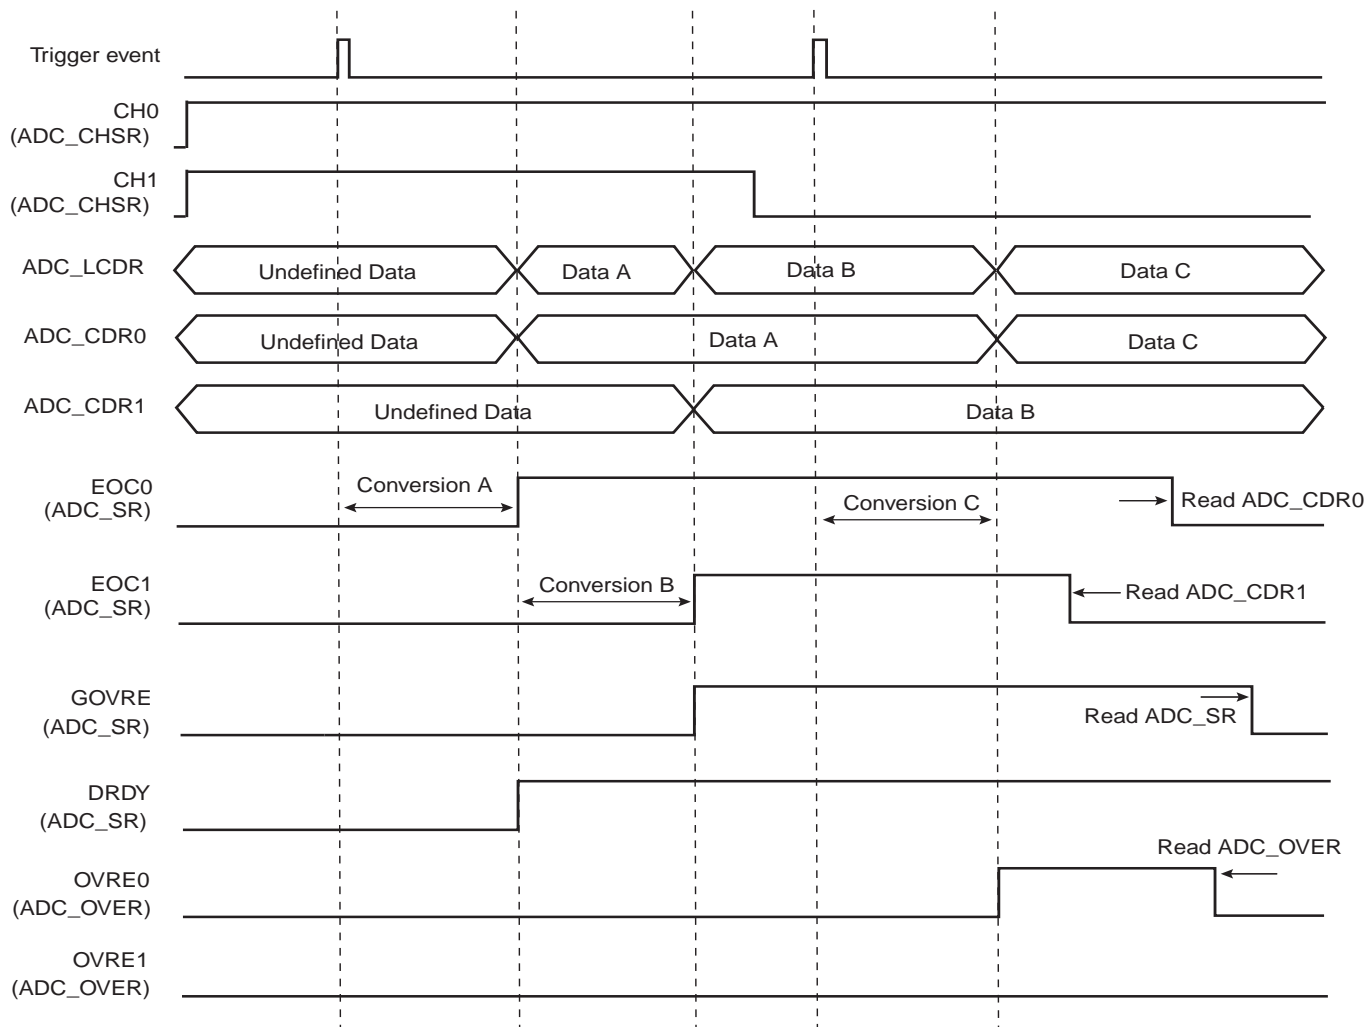 Trigger event
CH0
(ADC_CHSR)
CH1
(ADC_CHSR)
ADC_LCDR
Undefined Data
Data A
Data B
Data C
ADC_CDR0
Undefined Data
Data A
Data C
ADC_CDR1
Undefined Data
Data B
EOC0
(ADC_SR)
Conversion A
Conversion C
Read ADC_CDR0
EOC1
(ADC_SR)
Conversion B
Read ADC_CDR1
GOVRE
(ADC_SR)
Read ADC_SR
DRDY
(ADC_SR)
Read ADC_OVER
OVRE0
(ADC_OVER)
OVRE1
(ADC_OVER)